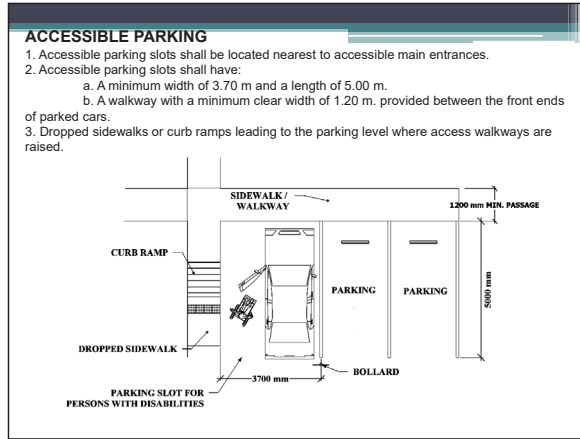 ACCESSIBLE PARKING
1. Accessible parking slots shall be located nearest to accessible main entrances.
2. Accessible parking slots shall have:
a. A minimum width of 3.70 m and a length of 5.00 m.
b. A walkway with a minimum clear width of 1.20 m. provided between the front ends
of parked cars.
3. Dropped sidewalks or curb ramps leading to the parking level where access walkways are
raised.
SIDEWALK /
WALKWAY
1200 mm MIN. PASSAGE
CURB RAMP
PARKING
PARKING
5000 mm
DROPPED SIDEWALK
3700 mm
BOLLARD
PARKING SLOT FOR
PERSONS WITH DISABILITIES